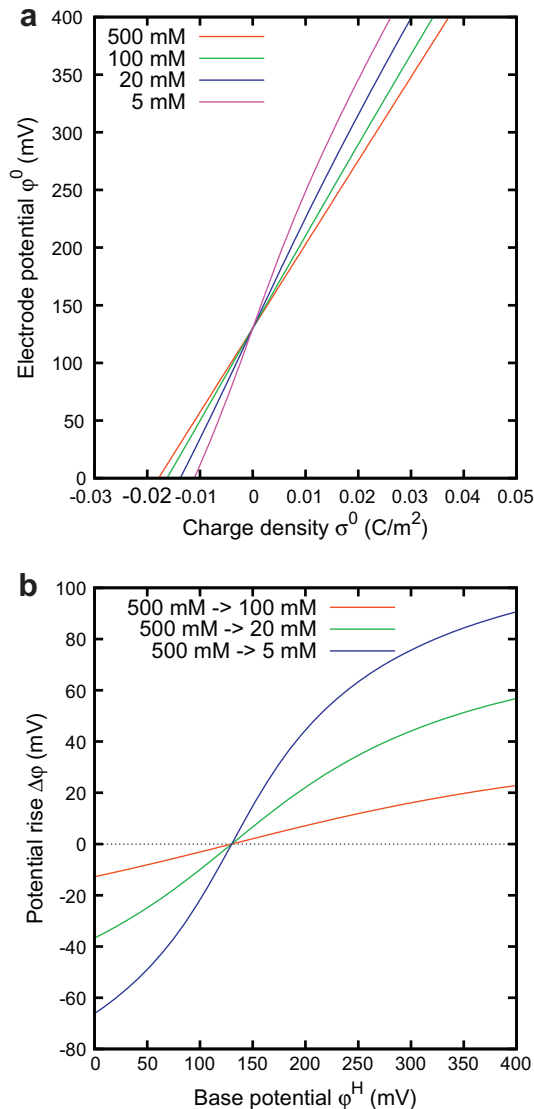 a
500 mM
100 mM
20 mM
5 mM
400
350
300
250
200
150
100
50
0
Electrode potential φ⁰ (mV)
-0.03 -0.02 -0.01 0 0.01 0.02 0.03 0.04 0.05
Charge density σ⁰ (C/m²)
b
500 mM -> 100 mM
500 mM -> 20 mM
500 mM -> 5 mM
100
80
60
40
20
0
-20
-40
-60
-80
Potential rise Δφ (mV)
0 50 100 150 200 250 300 350 400
Base potential φᴴ (mV)